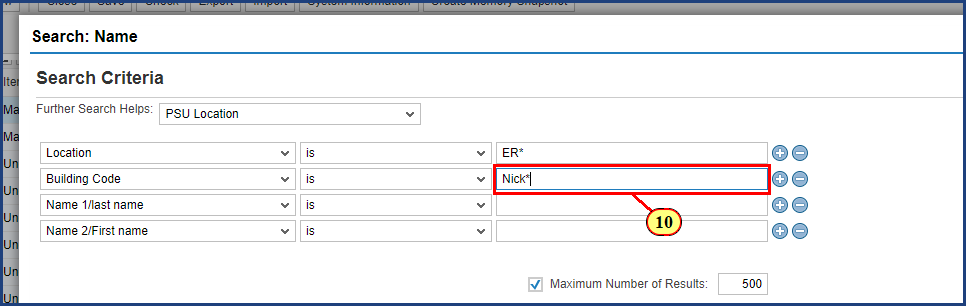 Close Save Check Export Import System Information Create Memory Snapshot
Search: Name
Search Criteria
Iter
Further Search Helps: PSU Location
Ma
Ma
Location is ER*
Un
Building Code is Nick*
Un
Name 1/last name is
Un
10
Name 2/First name is
Un
Un
Maximum Number of Results: 500
Un